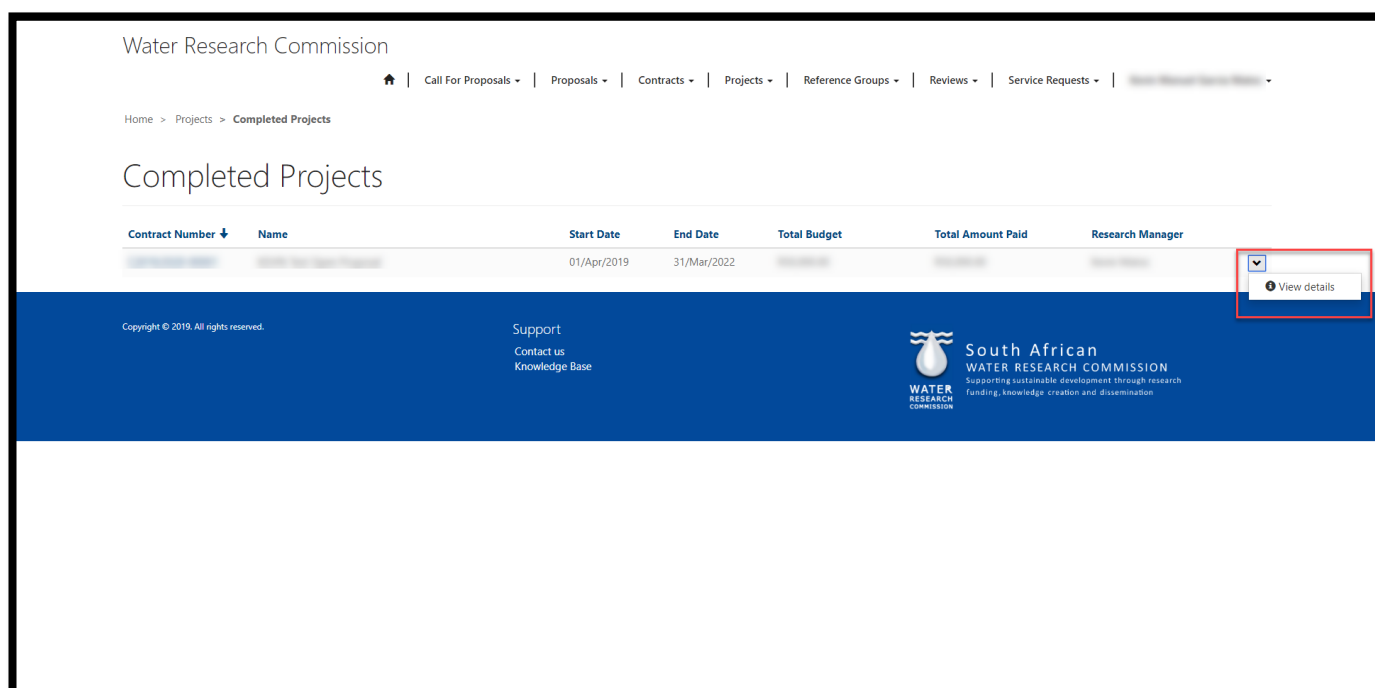 Water Research Commission
Call For Proposals Proposals Contracts Projects Reference Groups Reviews Service Requests
Home > Projects > Completed Projects
Completed Projects
Contract Number Name Start Date End Date Total Budget Total Amount Paid Research Manager
01/Apr/2019 31/Mar/2022
View details
Copyright © 2019. All rights reserved.
Support
Contact us
Knowledge Base
WATER
RESEARCH
COMMISSION
South African
WATER RESEARCH COMMISSION
Supporting sustainable development through research
funding, knowledge creation and dissemination